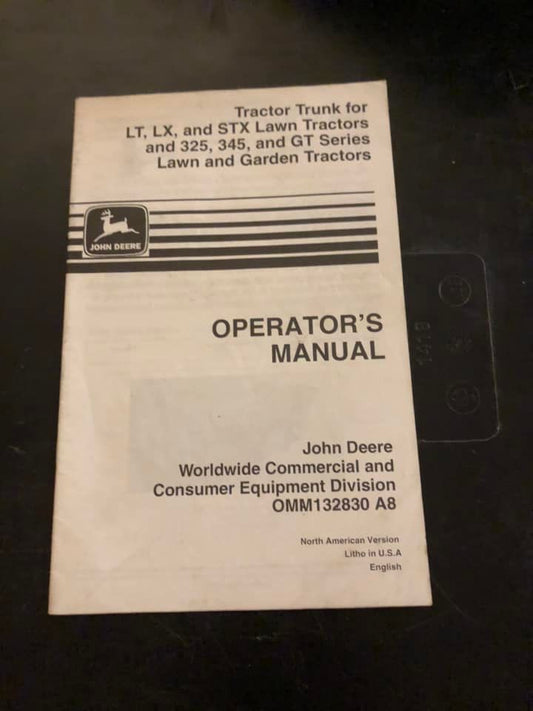 Tractor Trunk for
LT, LX, and STX Lawn Tractors
and 325, 345, and GT Series
Lawn and Garden Tractors
JOHN DEERE
OPERATOR'S
MANUAL
John Deere
Worldwide Commercial and
Consumer Equipment Division
OMM132830 A8
North American Version
Litho in U.S.A
English
1418